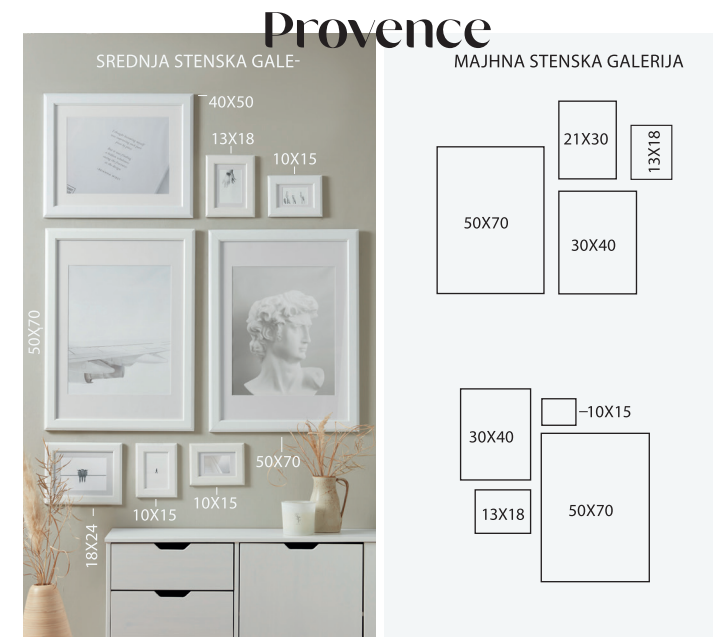 Provence
SREDNJA STENSKA GALE-
40X50
13X18
10X15
50X70
50X70
18X24
10X15
10X15
MAJHNA STENSKA GALERIJA
21X30
13X18
50X70
30X40
30X40
10X15
13X18
50X70